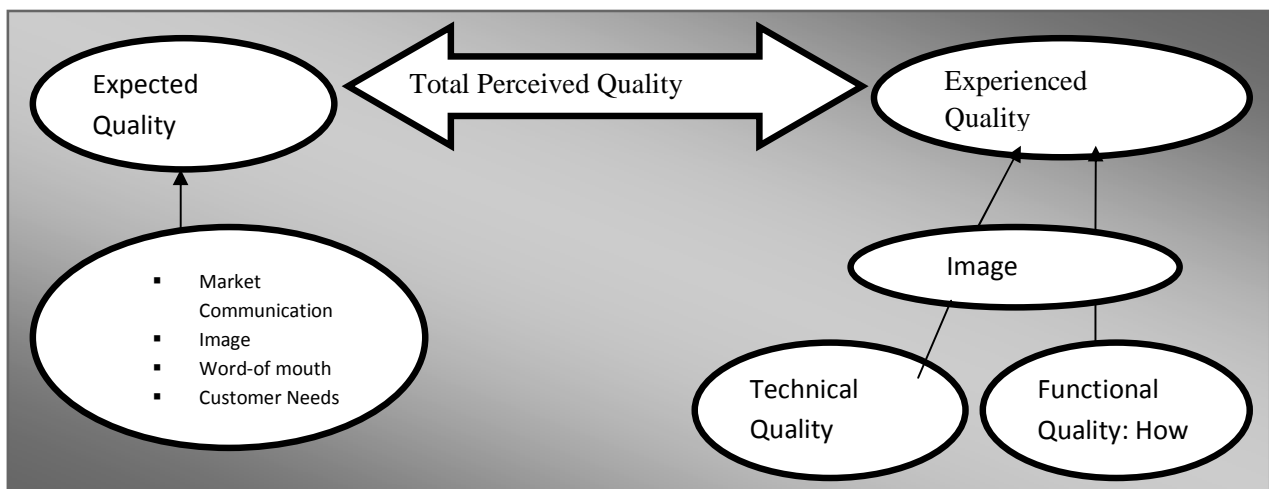 Expected
Quality
Total Perceived Quality
Experienced
Quality
▪ Market
Communication
▪ Image
▪ Word-of mouth
▪ Customer Needs
Image
Technical
Quality
Functional
Quality: How